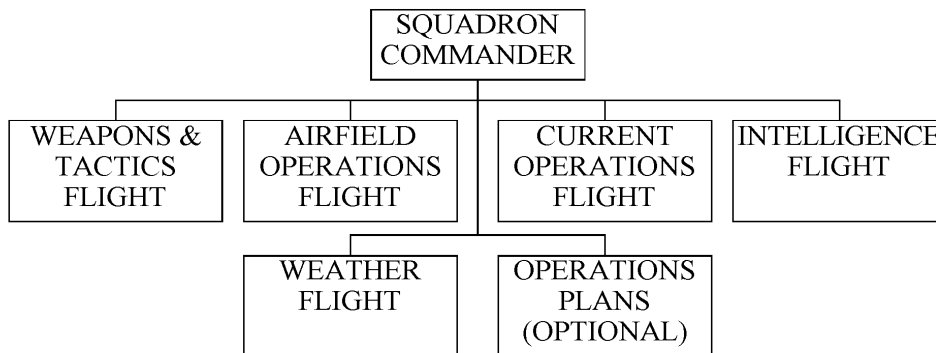 SQUADRON
COMMANDER
WEAPONS &
TACTICS
FLIGHT
AIRFIELD
OPERATIONS
FLIGHT
CURRENT
OPERATIONS
FLIGHT
INTELLIGENCE
FLIGHT
WEATHER
FLIGHT
OPERATIONS
PLANS
(OPTIONAL)